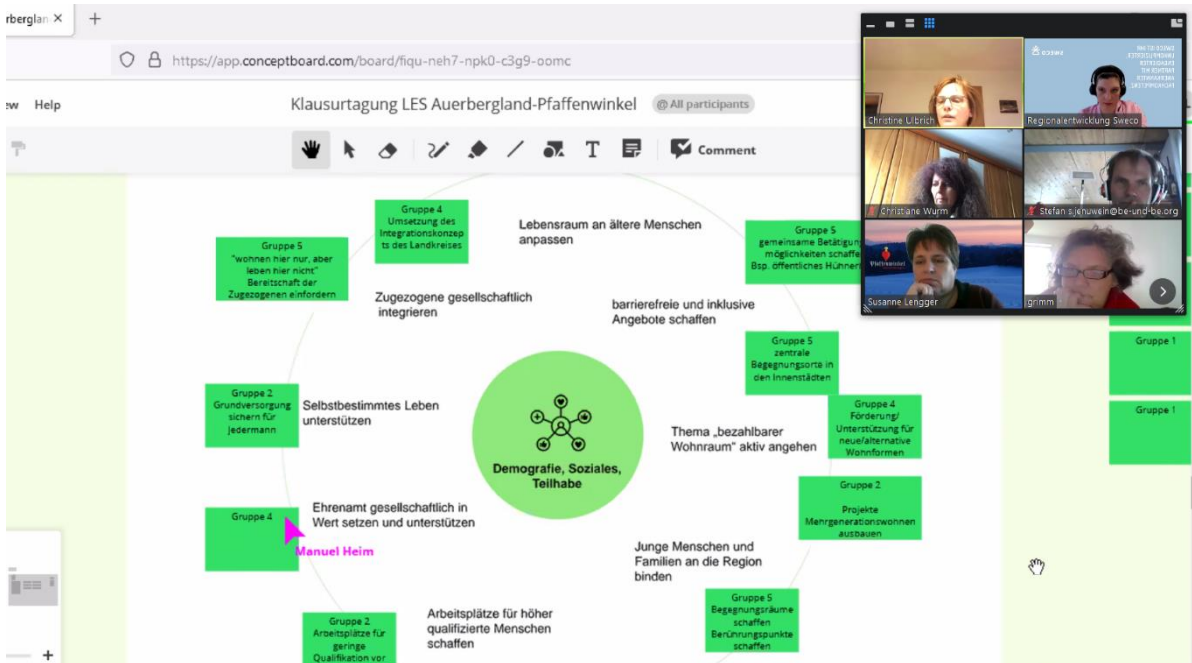 rberglan ×
+
https://app.conceptboard.com/board/fiqu-neh7-npk0-c3g9-oomc
ew Help
Klausurtagung LES Auerbergland-Pfaffenwinkel
@ All participants
T
Comment
Gruppe 4
Umsetzung des
Integrationskonzep
ts des Landkreises
Lebensraum an ältere Menschen
anpassen
Gruppe 5
"wohnen hier nur, aber
leben hier nicht"
Bereitschaft der
Zugezogenen einfordern
Gruppe 5
gemeinsame Betätigun
möglichkeiten schaffe
Bsp. öffentliches Hühner
Zugezogene gesellschaftlich
integrieren
barrierefreie und inklusive
Angebote schaffen
Gruppe 5
zentrale
Begegnungsorte in
den Innenstädten
Gruppe 2
Grundversorgung
sichern für
jedermann
Selbstbestimmtes Leben
unterstützen
Gruppe 4
Förderung/
Unterstützung für
neue/alternative
Wonnformen
Thema „bezahlbarer
Wohnraum“ aktiv angehen
Demografie, Soziales,
Teilhabe
Gruppe 2
Projekte
Mehrgenerationswohnen
ausbauen
Ehrenamt gesellschaftlich in
Wert setzen und unterstützen
Gruppe 4
Manuel Heim
Junge Menschen und
Familien an die Region
binden
Gruppe 5
Begegnungsräume
schaffen
Berührungspunkte
schaffen
Arbeitsplätze für höher
qualifizierte Menschen
schaffen
Gruppe 2
Arbeitsplätze für
geringe
Qualifikation vor
Gruppe 1
Gruppe 1
Christine Ulbrich
Regionalentwicklung Sweco
Christiane Wurm
Stefan sjenuwein@be-und-be.org
Susanne Lengger
grimm